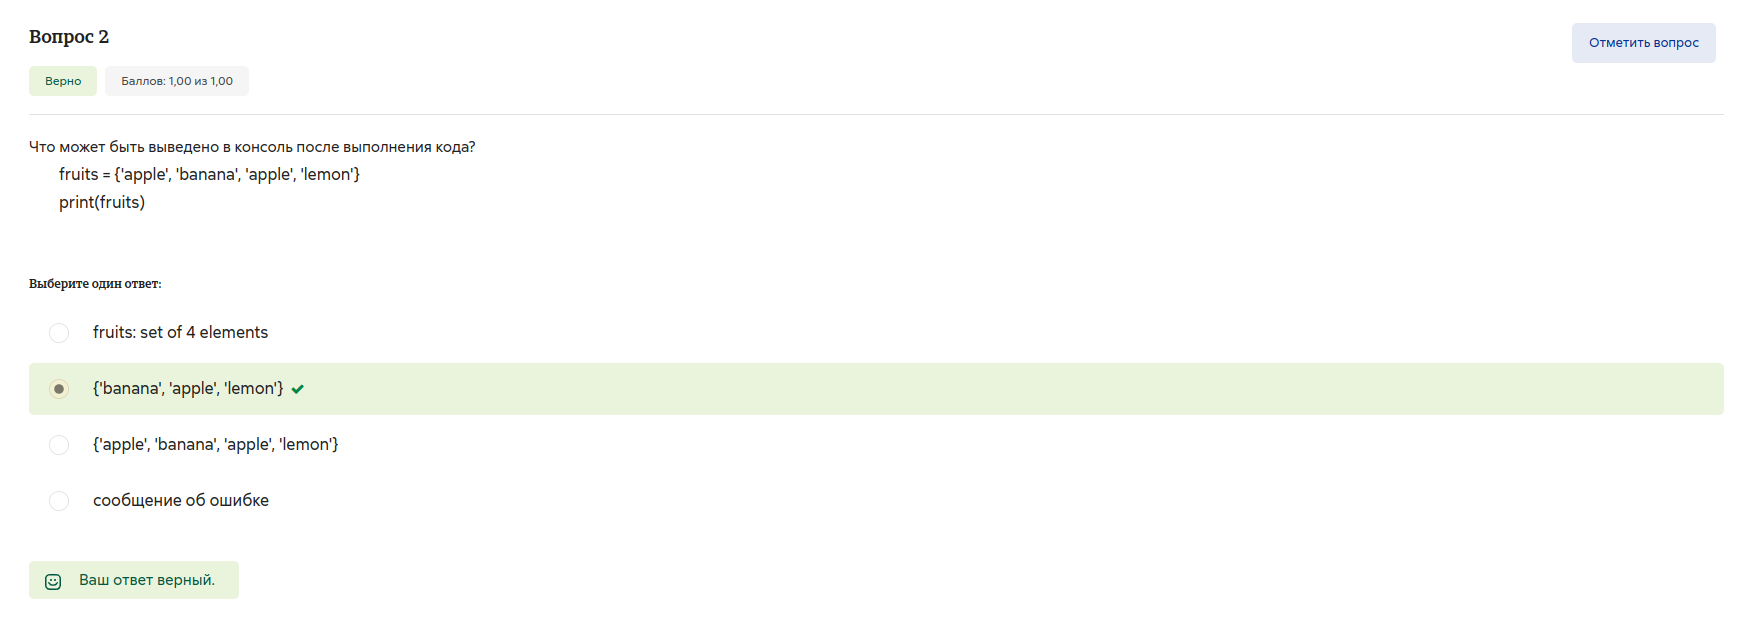 Вопрос 2
Отметить вопрос
Верно
Баллов: 1,00 из 1,00
Что может быть выведено в консоль после выполнения кода?
fruits = {'apple', 'banana', 'apple', 'lemon'}
print(fruits)
Выберите один ответ:
fruits: set of 4 elements
{'banana', 'apple', 'lemon'}
{'apple', 'banana', 'apple', 'lemon'}
сообщение об ошибке
Ваш ответ верный.